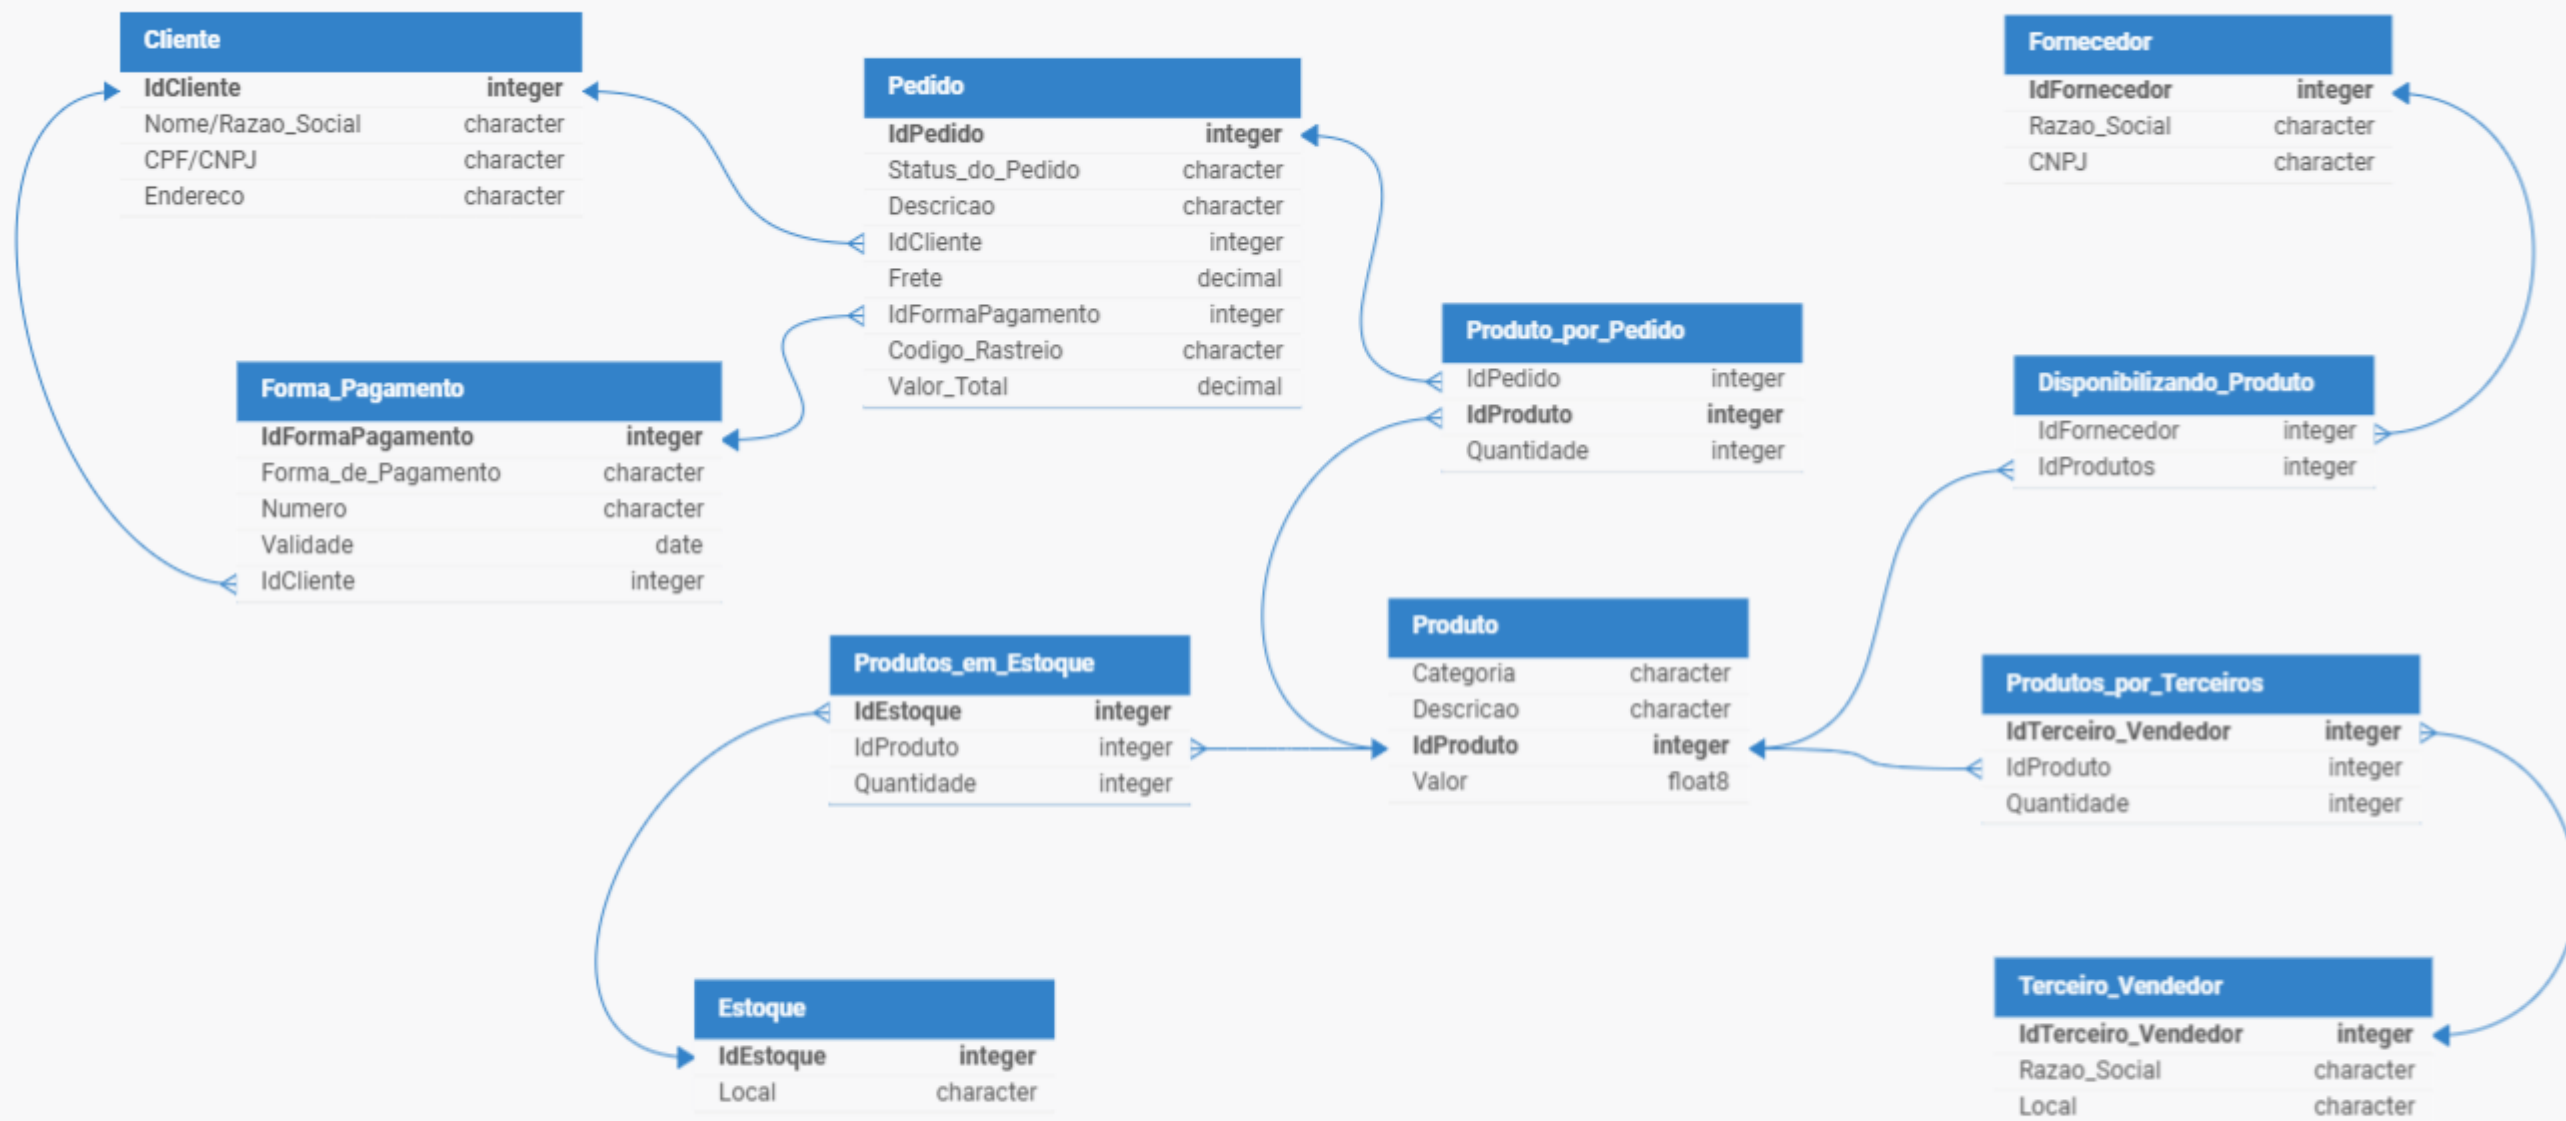 Cliente
IdCliente integer
Nome/Razao_Social character
CPF/CNPJ character
Endereco character
Pedido
IdPedido integer
Status_do_Pedido character
Descricao character
IdCliente integer
Frete decimal
IdFormaPagamento integer
Codigo_Rastreio character
Valor_Total decimal
Fornecedor
IdFornecedor integer
Razao_Social character
CNPJ character
Forma_Pagamento
IdFormaPagamento integer
Forma_de_Pagamento character
Numero character
Validade date
IdCliente integer
Produto_por_Pedido
IdPedido integer
IdProduto integer
Quantidade integer
Disponibilizando_Produto
IdFornecedor integer
IdProdutos integer
Produtos_em_Estoque
IdEstoque integer
IdProduto integer
Quantidade integer
Produto
Categoria character
Descricao character
IdProduto integer
Valor float8
Produtos_por_Terceiros
IdTerceiro_Vendedor integer
IdProduto integer
Quantidade integer
Estoque
IdEstoque integer
Local character
Terceiro_Vendedor
IdTerceiro_Vendedor integer
Razao_Social character
Local character